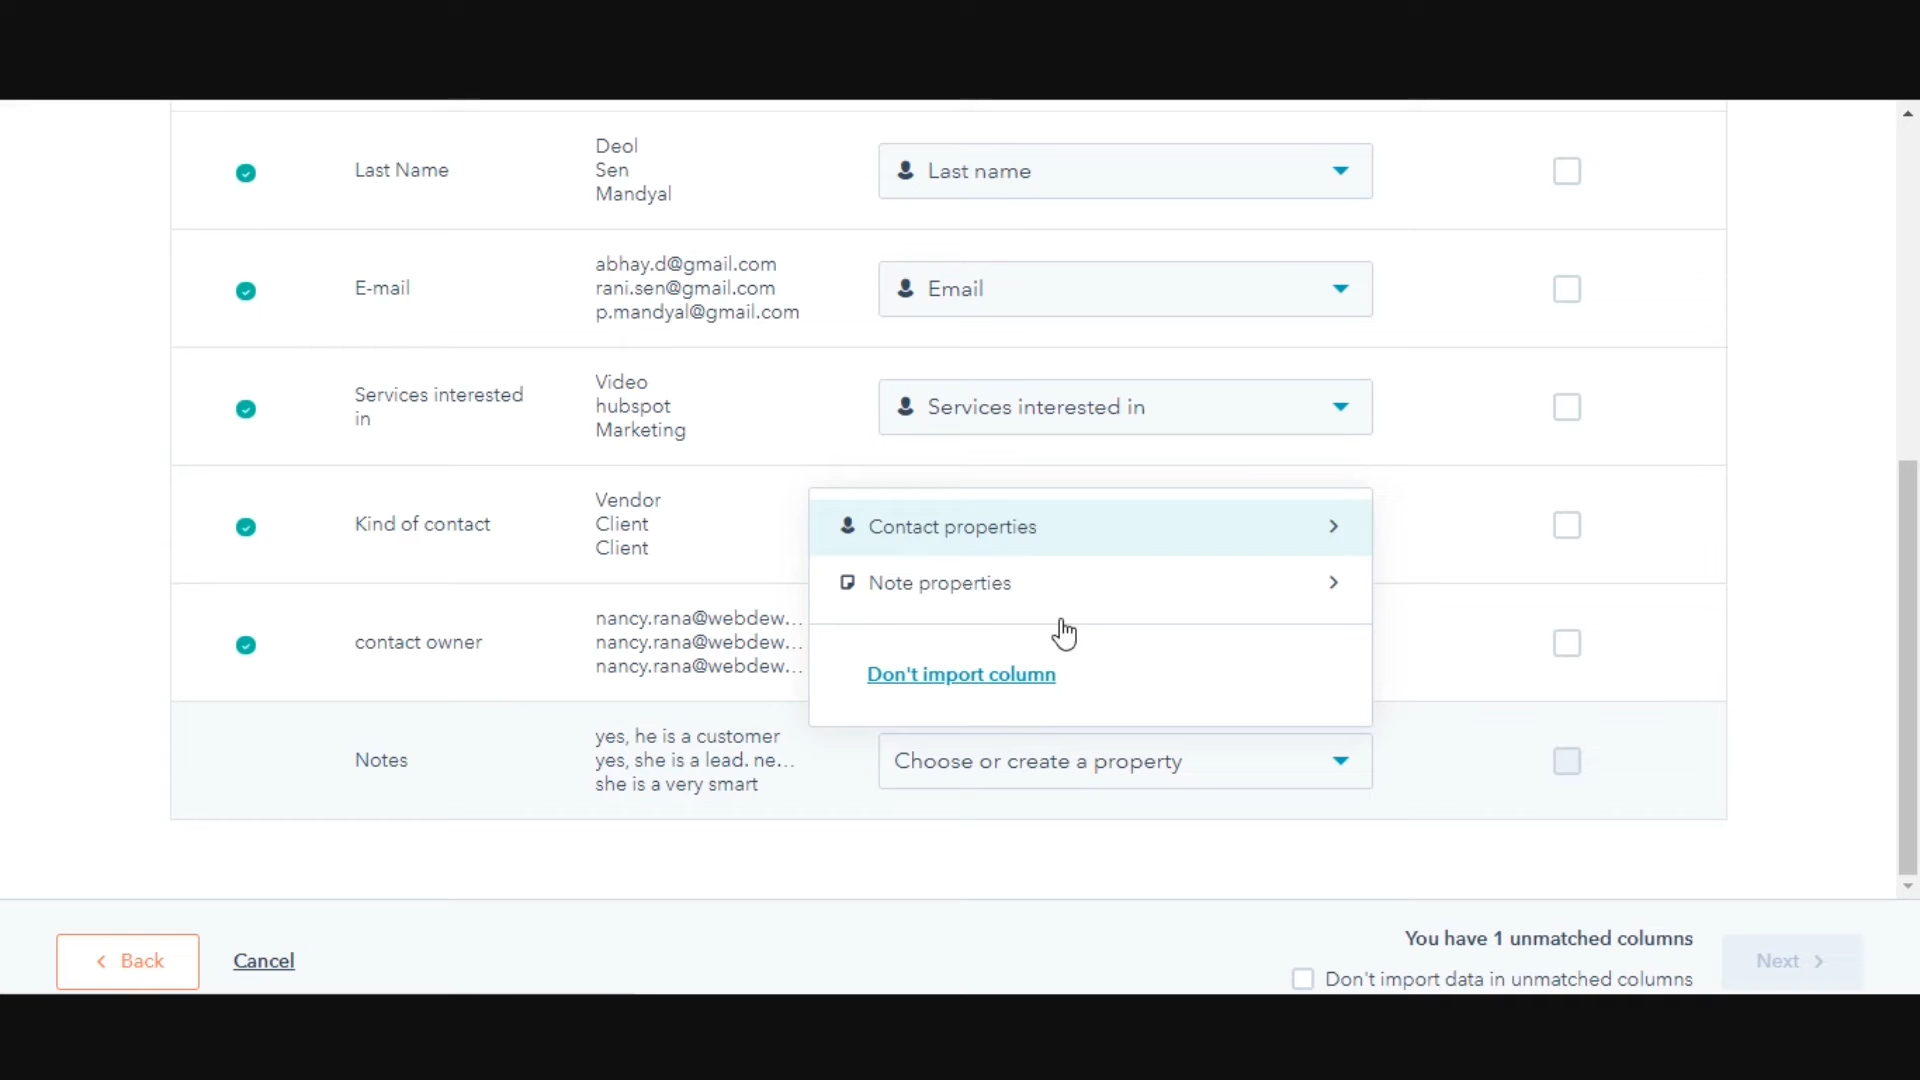 Last Name
Deol
Sen
Mandyal
Last name
E-mail
abhay.d@gmail.com
rani.sen@gmail.com
p.mandyal@gmail.com
Email
Services interested
in
Video
hubspot
Marketing
Services interested in
Kind of contact
Vendor
Client
Client
Contact properties
Note properties
Don't import column
contact owner
nancy.rana@webdew...
nancy.rana@webdew...
nancy.rana@webdew...
Notes
yes, he is a customer
yes, she is a lead. ne...
she is a very smart
Choose or create a property
Back
Cancel
You have 1 unmatched columns
Don't import data in unmatched columns
Next